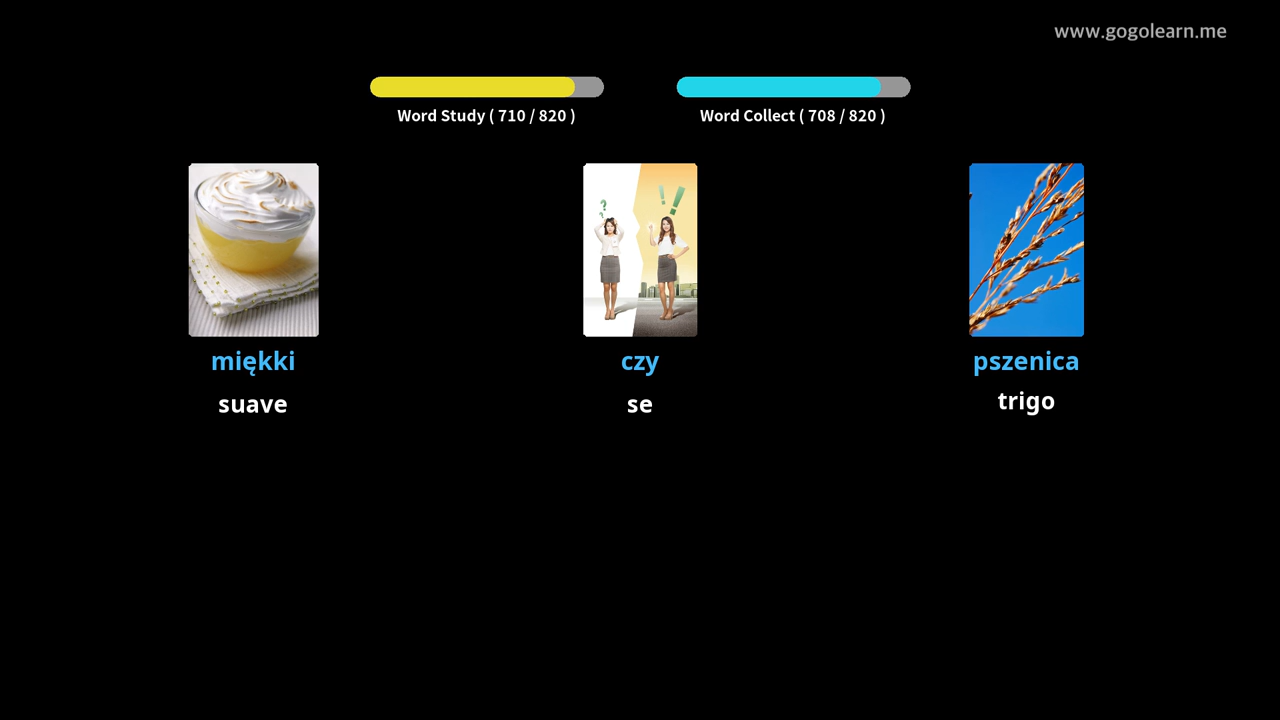 www.gogolearn.me
Word Study ( 710 / 820 )
Word Collect ( 708 / 820 )
miękki
czy
pszenica
suave
se
trigo